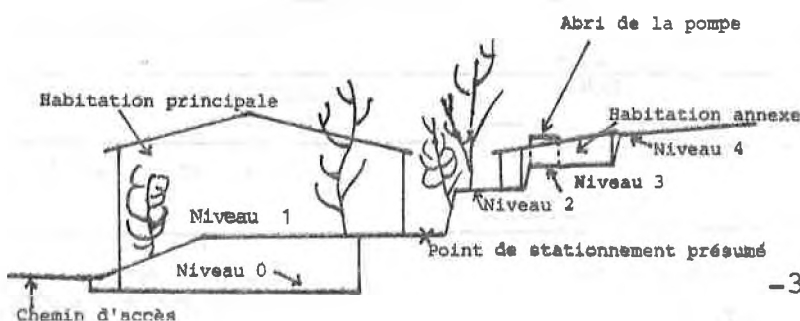 Abri de la pompe
Habitation principale
Habitation annexe
Niveau 4
Niveau 3
Niveau 1
Niveau 2
Point de stationnement présumé
Niveau 0
-3
Chemin d'accès